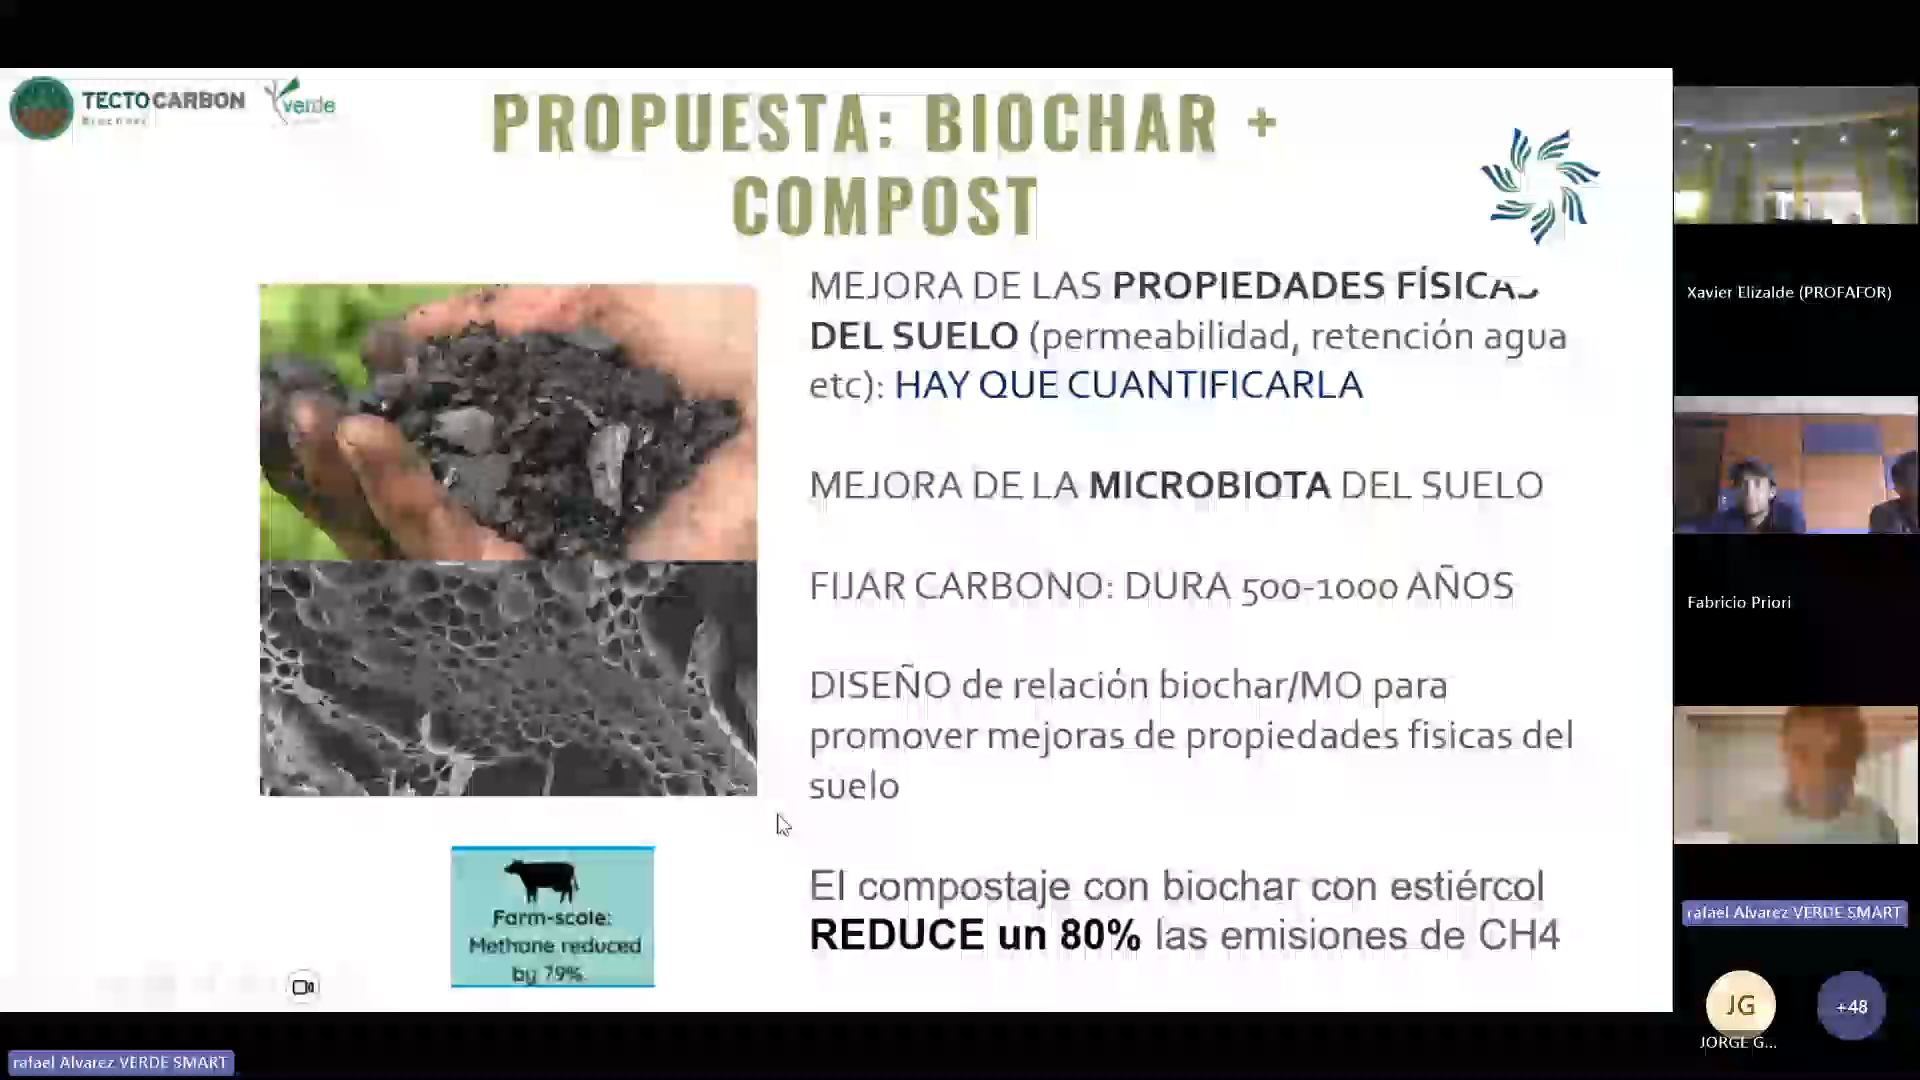 TECTOCARBON
Biochar
verde
PROPUESTA: BIOCHAR +
COMPOST
MEJORA DE LAS PROPIEDADES FÍSICAS
DEL SUELO (permeabilidad, retención agua
etc): HAY QUE CUANTIFICARLA
MEJORA DE LA MICROBIOTA DEL SUELO
FIJAR CARBONO: DURA 500-1000 AÑOS
DISEÑO de relación biochar/MO para
promover mejoras de propiedades fisicas del
suelo
El compostaje con biochar con estiércol
REDUCE un 80% las emisiones de CH4
Farm-scale:
Methane reduced
by 79%.
Xavier Elizalde (PROFAFOR)
Fabricio Priori
rafael Alvarez VERDE SMART
JG
JORGE G...
+48
rafael Alvarez VERDE SMART